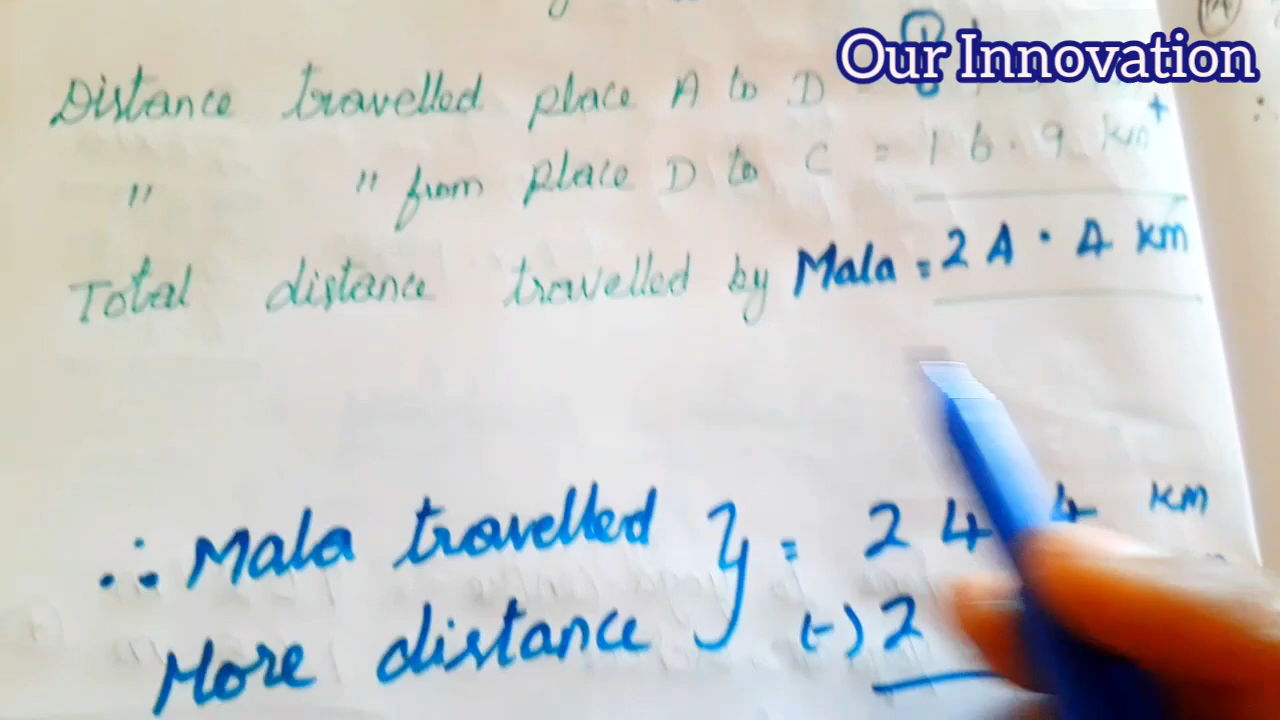 Our Innovation
Distance travelled place A to D
" " from place D to C = 16.9 km +
Total distance travelled by Mala = 24.4 km
∴ Mala travelled } = 24 4 km
More distance (-) 2